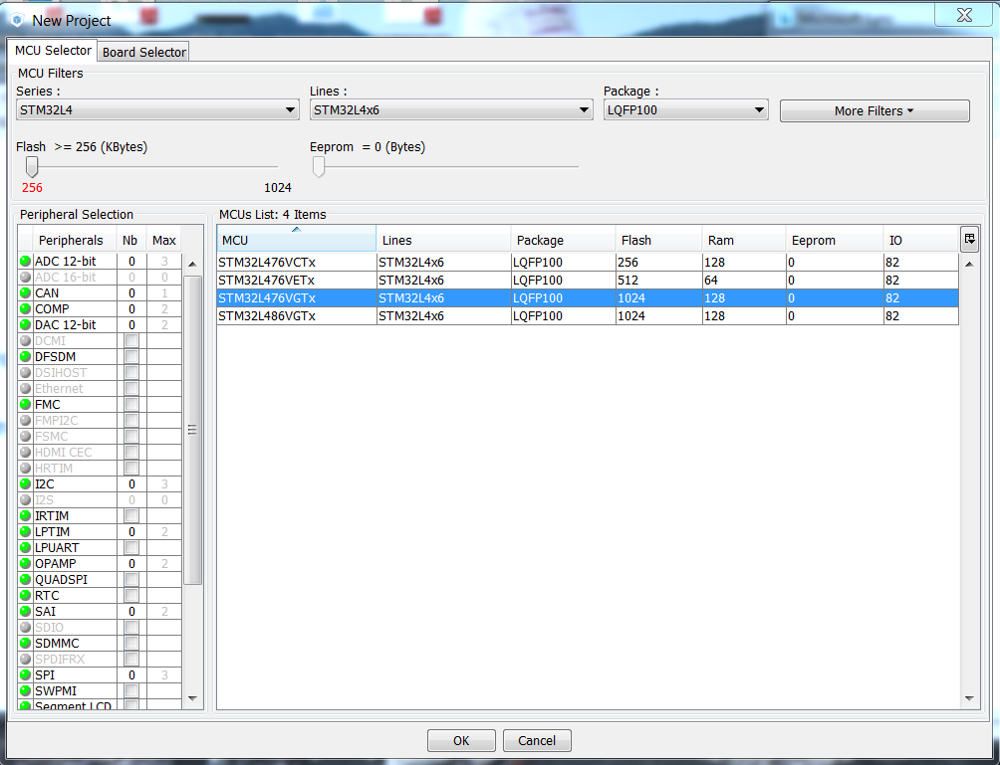 New Project
MCU Selector Board Selector
MCU Filters
Series : Lines : Package :
STM32L4 STM32L4x6 LQFP100 More Filters
Flash >= 256 (KBytes) Eeprom = 0 (Bytes)
256 1024
Peripheral Selection MCUs List: 4 Items
Peripherals Nb Max
ADC 12-bit 0 3
ADC 16-bit 0 0
CAN 0 1
COMP 0 2
DAC 12-bit 0 2
DCMI
DFSDM
DSIHOST
Ethernet
FMC
FMPI2C
FSMC
HDMI CEC
HRTIM
I2C 0 3
I2S 0 0
IRTIM
LPTIM 0 2
LPUART
OPAMP 0 2
QUADSPI
RTC
SAI 0 2
SDIO
SDMMC
SPDIFRX
SPI 0 3
SWPMI
Segment LCD
MCU Lines Package Flash Ram Eeprom IO
STM32L476VCTx STM32L4x6 LQFP100 256 128 0 82
STM32L476VETx STM32L4x6 LQFP100 512 64 0 82
STM32L476VGTx STM32L4x6 LQFP100 1024 128 0 82
STM32L486VGTx STM32L4x6 LQFP100 1024 128 0 82
OK Cancel